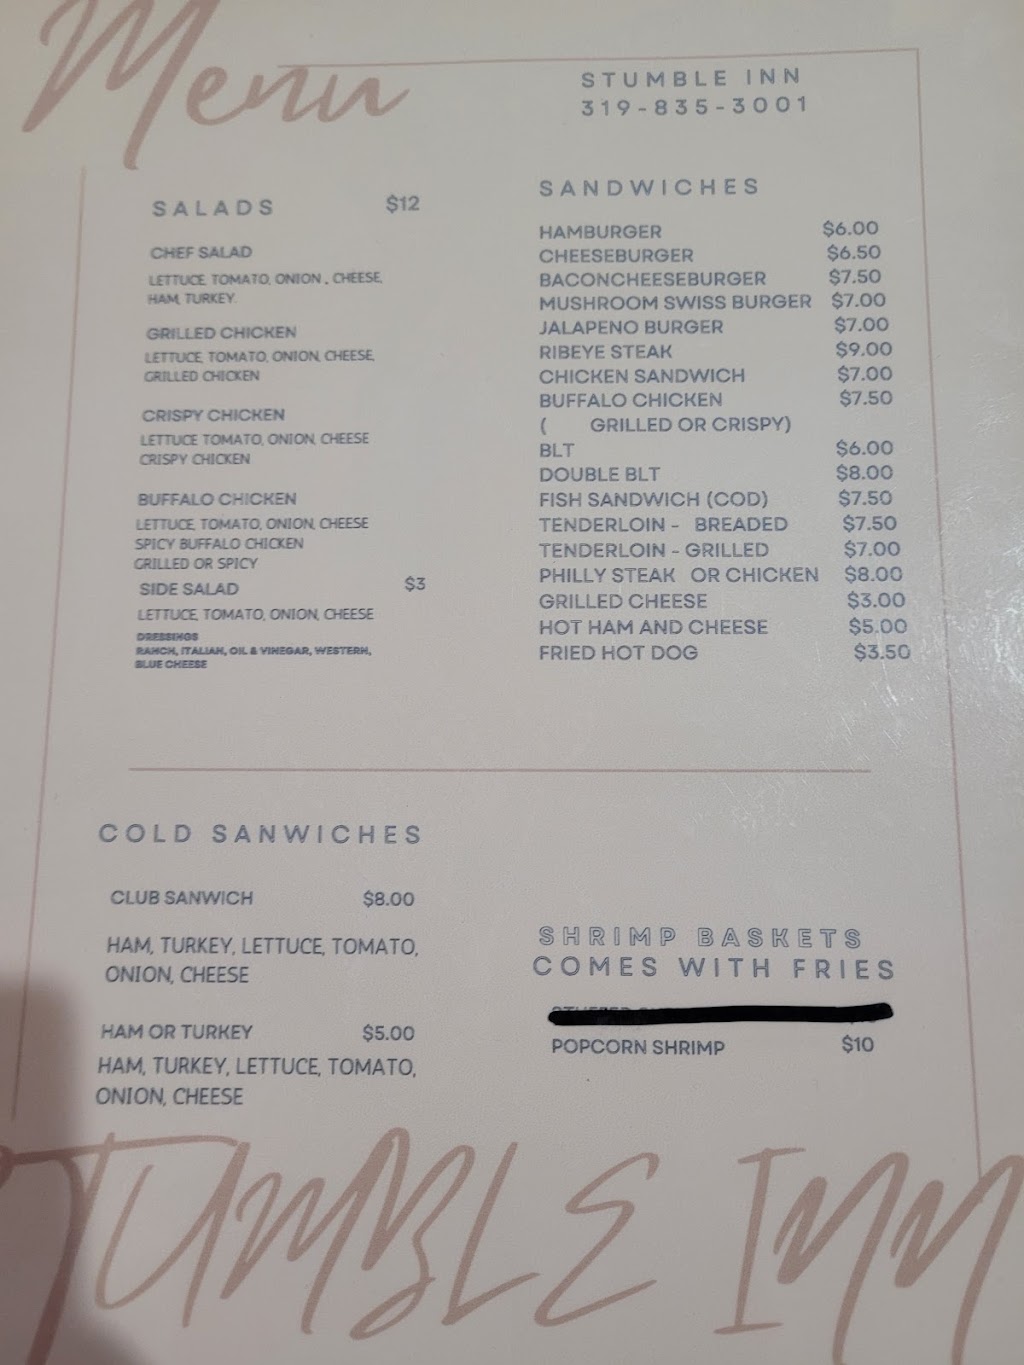 Menu
STUMBLE INN
319-835-3001
SALADS $12
CHEF SALAD
LETTUCE TOMATO, ONION , CHEESE,
HAM, TURKEY.
GRILLED CHICKEN
LETTUCE, TOMATO, ONION, CHEESE,
GRILLED CHICKEN
CRISPY CHICKEN
LETTUCE TOMATO, ONION, CHEESE
CRISPY CHICKEN
BUFFALO CHICKEN
LETTUCE, TOMATO, ONION, CHEESE
SPICY BUFFALO CHICKEN
GRILLED OR SPICY
SIDE SALAD $3
LETTUCE, TOMATO, ONION, CHEESE
DRESSINGS
RANCH, ITALIAN, OIL & VINEGAR, WESTERN,
BLUE CHEESE
SANDWICHES
HAMBURGER $6.00
CHEESEBURGER $6.50
BACONCHEESEBURGER $7.50
MUSHROOM SWISS BURGER $7.00
JALAPENO BURGER $7.00
RIBEYE STEAK $9.00
CHICKEN SANDWICH $7.00
BUFFALO CHICKEN $7.50
( GRILLED OR CRISPY)
BLT $6.00
DOUBLE BLT $8.00
FISH SANDWICH (COD) $7.50
TENDERLOIN - BREADED $7.50
TENDERLOIN - GRILLED $7.00
PHILLY STEAK OR CHICKEN $8.00
GRILLED CHEESE $3.00
HOT HAM AND CHEESE $5.00
FRIED HOT DOG $3.50
COLD SANWICHES
CLUB SANWICH $8.00
HAM, TURKEY, LETTUCE, TOMATO,
ONION, CHEESE
HAM OR TURKEY $5.00
HAM, TURKEY, LETTUCE, TOMATO,
ONION, CHEESE
SHRIMP BASKETS
COMES WITH FRIES
POPCORN SHRIMP $10
STUMBLE INN